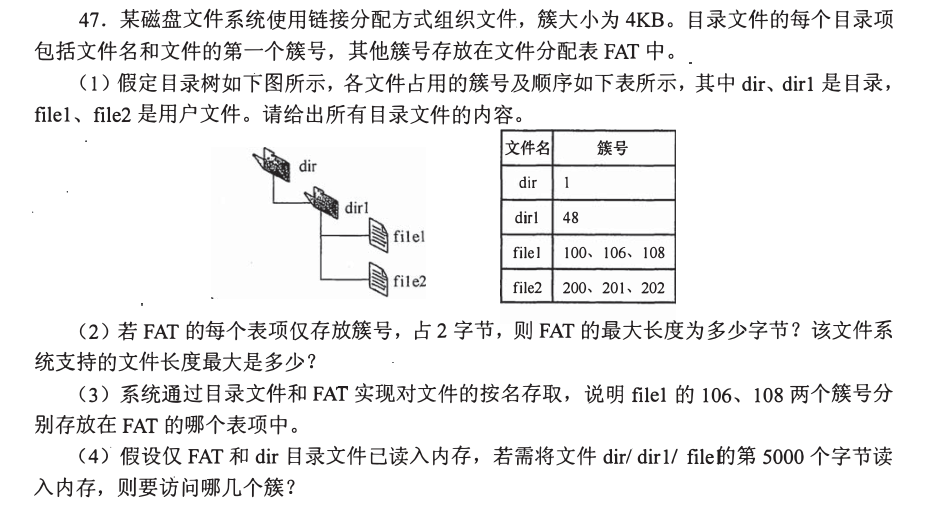 47．某磁盘文件系统使用链接分配方式组织文件，簇大小为 4KB。目录文件的每个目录项
包括文件名和文件的第一个簇号，其他簇号存放在文件分配表 FAT 中。
（1）假定目录树如下图所示，各文件占用的簇号及顺序如下表所示，其中 dir、dir1 是目录，
file1、file2 是用户文件。请给出所有目录文件的内容。
dir
dir1
file1
file2
文件名 簇号
dir 1
dir1 48
file1 100、106、108
file2 200、201、202
（2）若 FAT 的每个表项仅存放簇号，占 2 字节，则 FAT 的最大长度为多少字节？该文件系
统支持的文件长度最大是多少？
（3）系统通过目录文件和 FAT 实现对文件的按名存取，说明 file1 的 106、108 两个簇号分
别存放在 FAT 的哪个表项中。
（4）假设仅 FAT 和 dir 目录文件已读入内存，若需将文件 dir/ dir1/ file的第 5000 个字节读
入内存，则要访问哪几个簇？